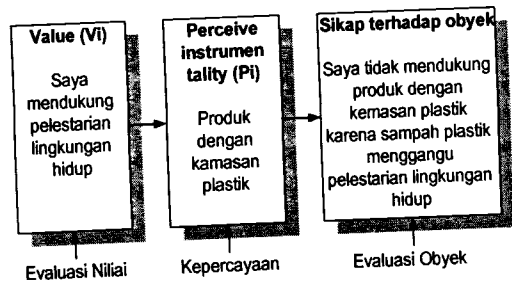 Value (Vi)
Saya
mendukung
pelestarian
lingkungan
hidup
Perceive
instrumen
tality (Pi)
Produk
dengan
kamasan
plastik
Sikap terhadap obyek
Saya tidak mendukung
produk dengan
kemasan plastik
karena sampah plastik
menggangu
pelestarian lingkungan
hidup
Evaluasi Niliai
Kepercayaan
Evaluasi Obyek